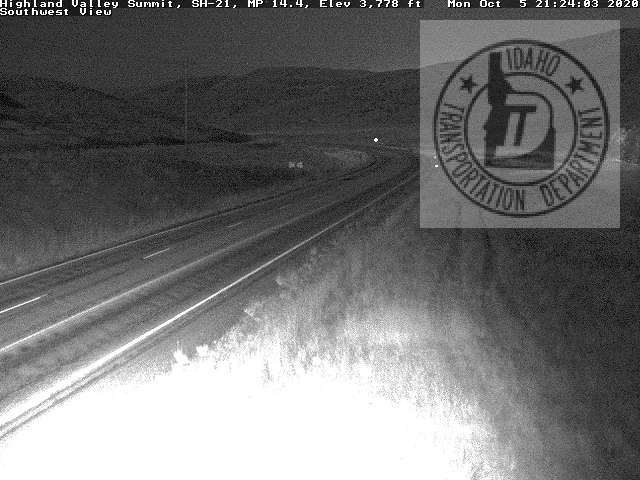 Highland Valley Summit, SH-21, MP 14.4, Elev 3,778 ft   Mon Oct  5 21:24:03 2020
Southwest View
IDAHO
TRANSPORTATION DEPARTMENT